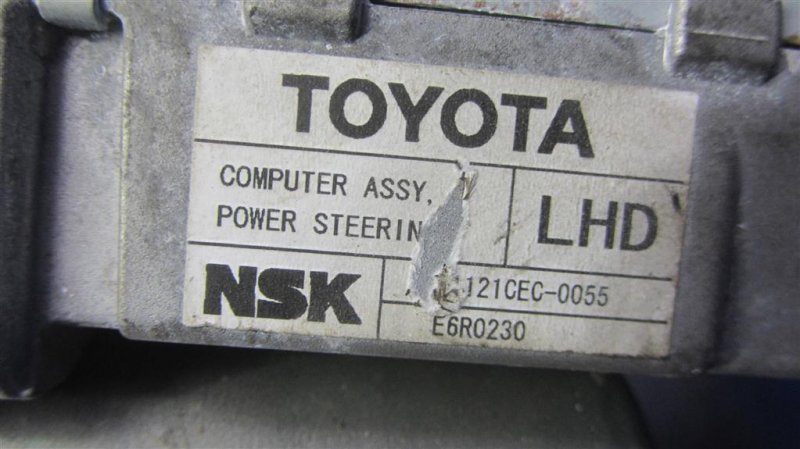 TOYOTA
COMPUTER ASSY,
POWER STEERIN
LHD
NSK
121CEC-0055
E6R0230